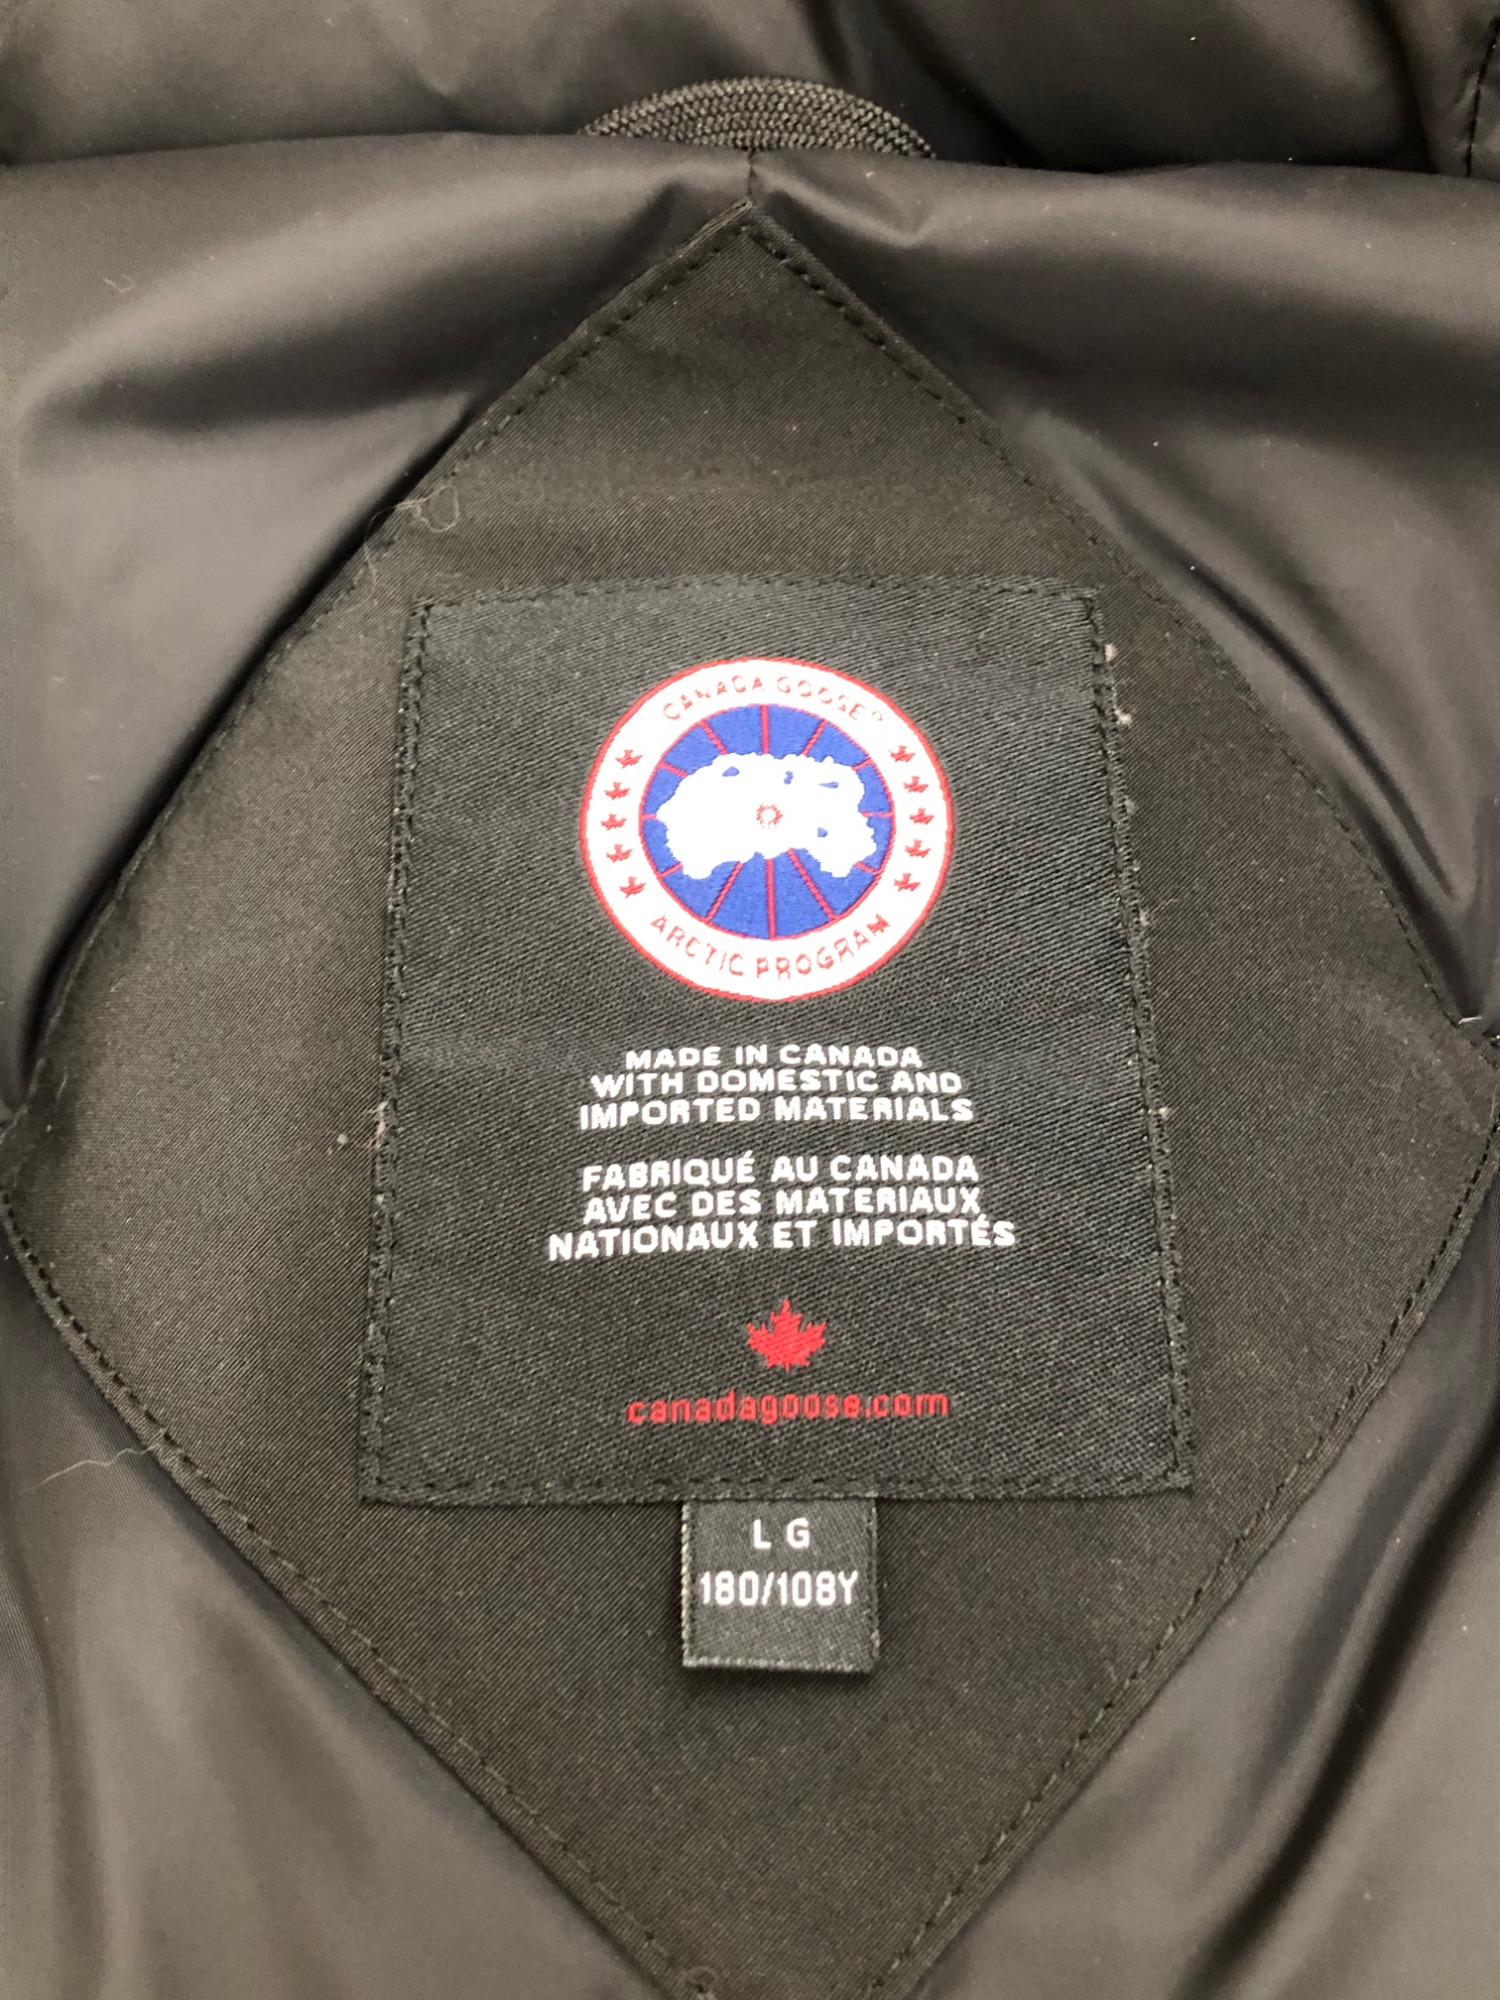 CANADA GOOSE®
ARCTIC PROGRAM
MADE IN CANADA
WITH DOMESTIC AND
IMPORTED MATERIALS
FABRIQUÉ AU CANADA
AVEC DES MATERIAUX
NATIONAUX ET IMPORTÉS
canadagoose.com
LG
180/108Y